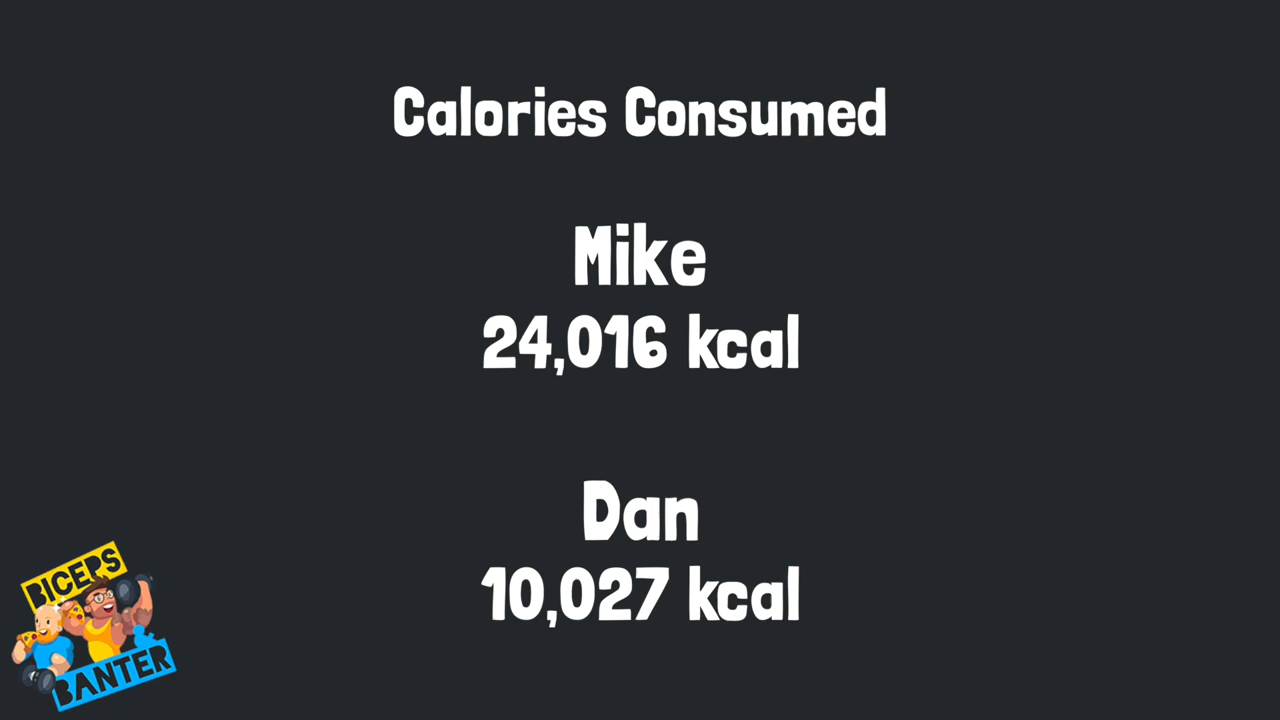 Calories Consumed
Mike
24,016 kcal
Dan
10,027 kcal
BICEPS
&
BANTER